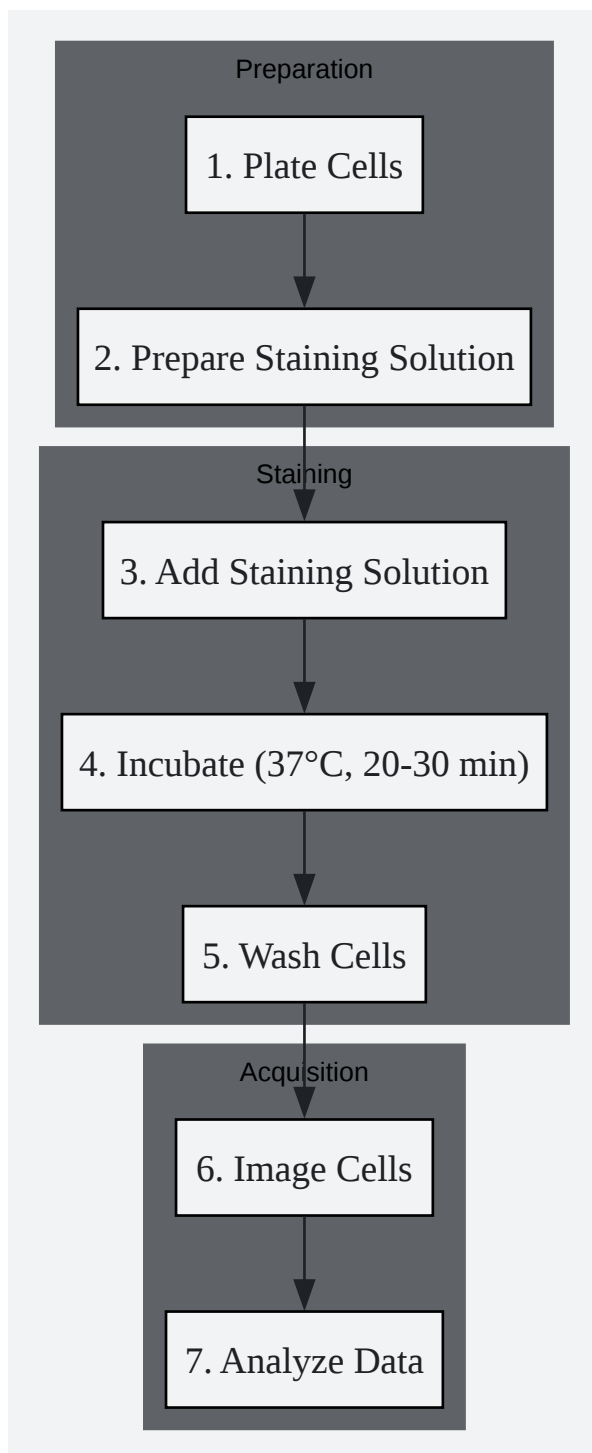 Preparation
1. Plate Cells
2. Prepare Staining Solution
Staining
3. Add Staining Solution
4. Incubate (37°C, 20-30 min)
5. Wash Cells
Acquisition
6. Image Cells
7. Analyze Data